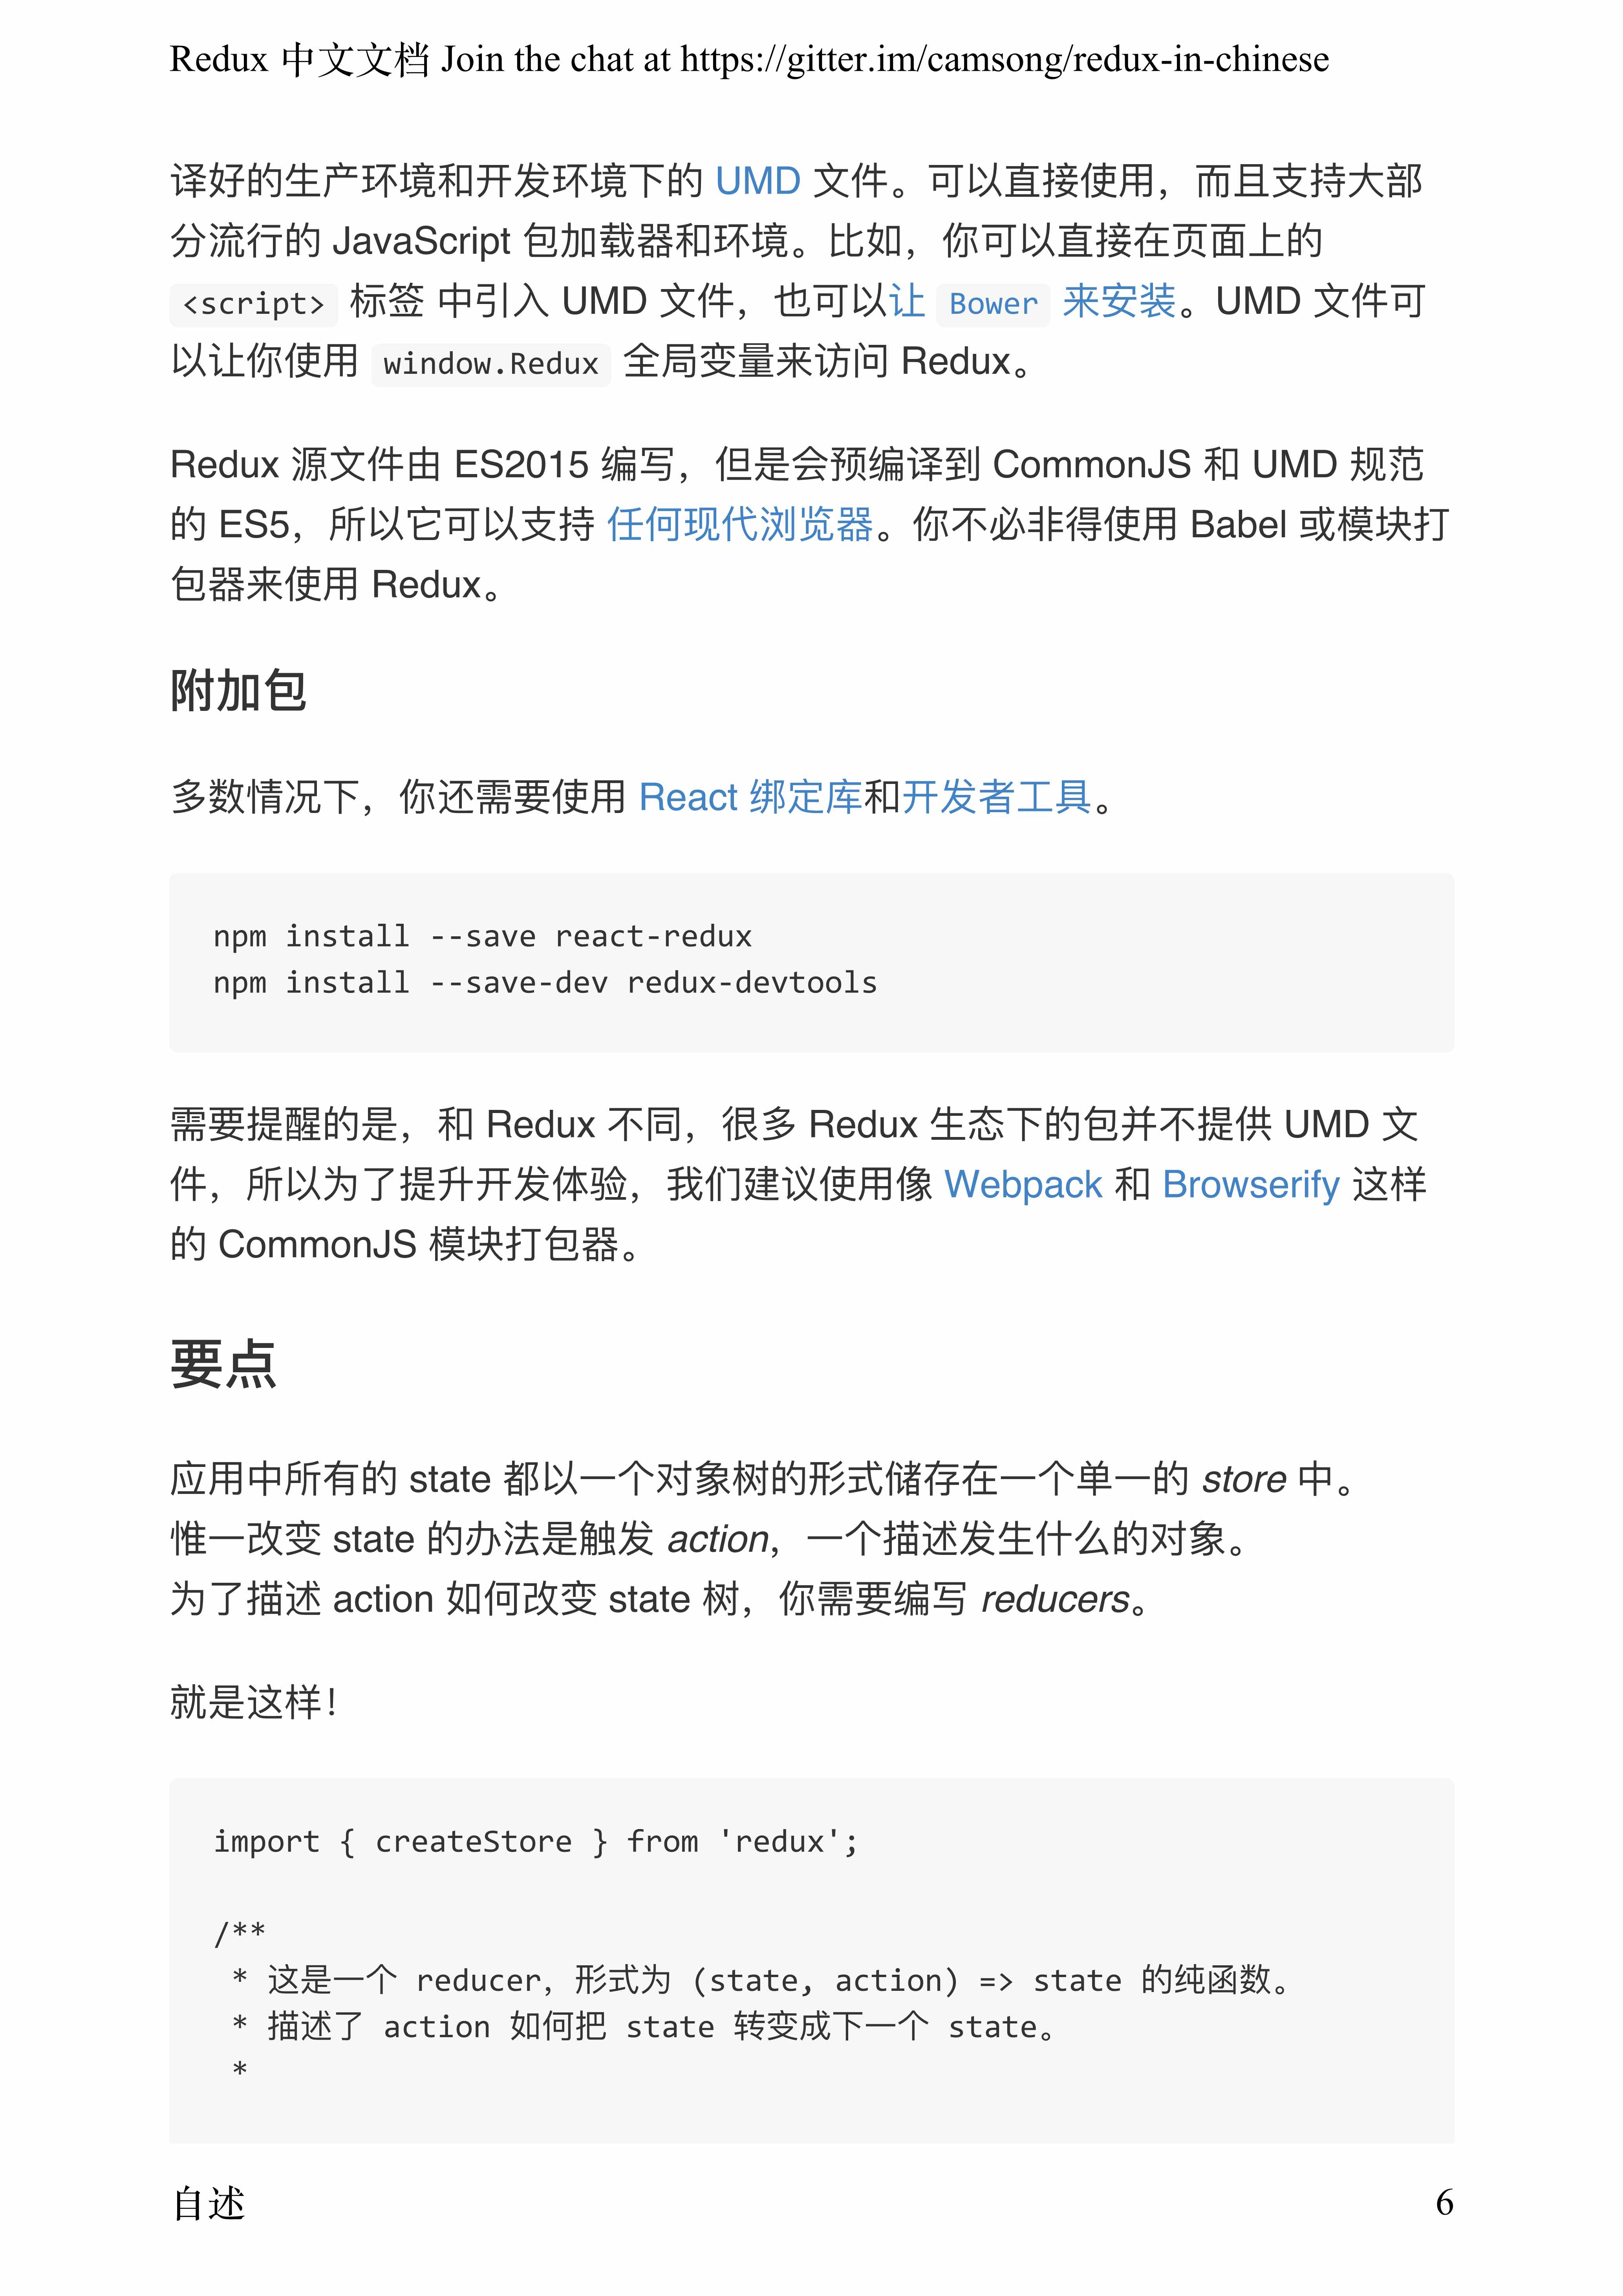 Redux 中文文档 Join the chat at https://gitter.im/camsong/redux-in-chinese
译好的生产环境和开发环境下的 UMD 文件。可以直接使用，而且支持大部
分流行的 JavaScript 包加载器和环境。比如，你可以直接在页面上的
<script> 标签 中引入 UMD 文件，也可以让 Bower 来安装。UMD 文件可
以让你使用 window.Redux 全局变量来访问 Redux。
Redux 源文件由 ES2015 编写，但是会预编译到 CommonJS 和 UMD 规范
的 ES5，所以它可以支持 任何现代浏览器。你不必非得使用 Babel 或模块打
包器来使用 Redux。
附加包
多数情况下，你还需要使用 React 绑定库和开发者工具。
npm install --save react-redux
npm install --save-dev redux-devtools
需要提醒的是，和 Redux 不同，很多 Redux 生态下的包并不提供 UMD 文
件，所以为了提升开发体验，我们建议使用像 Webpack 和 Browserify 这样
的 CommonJS 模块打包器。
要点
应用中所有的 state 都以一个对象树的形式储存在一个单一的 store 中。
惟一改变 state 的办法是触发 action，一个描述发生什么的对象。
为了描述 action 如何改变 state 树，你需要编写 reducers。
就是这样！
import { createStore } from 'redux';
/**
 * 这是一个 reducer，形式为 (state, action) => state 的纯函数。
 * 描述了 action 如何把 state 转变成下一个 state。
 *
自述 6